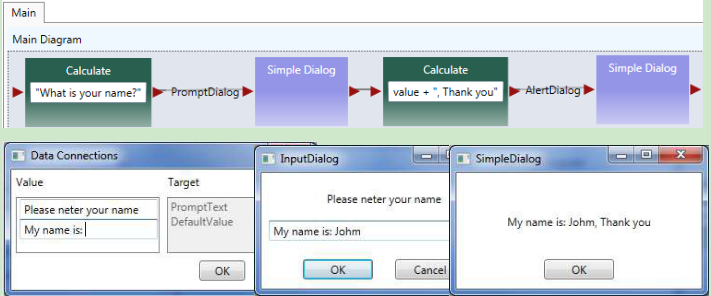 Main
Main Diagram
Calculate
"What is your name?"
PromptDialog
Simple Dialog
Calculate
value + ", Thank you"
AlertDialog
Simple Dialog
Data Connections
Value
Target
Please neter your name
My name is:
PromptText
DefaultValue
OK
InputDialog
Please neter your name
My name is: Johm
OK
Cancel
SimpleDialog
My name is: Johm, Thank you
OK